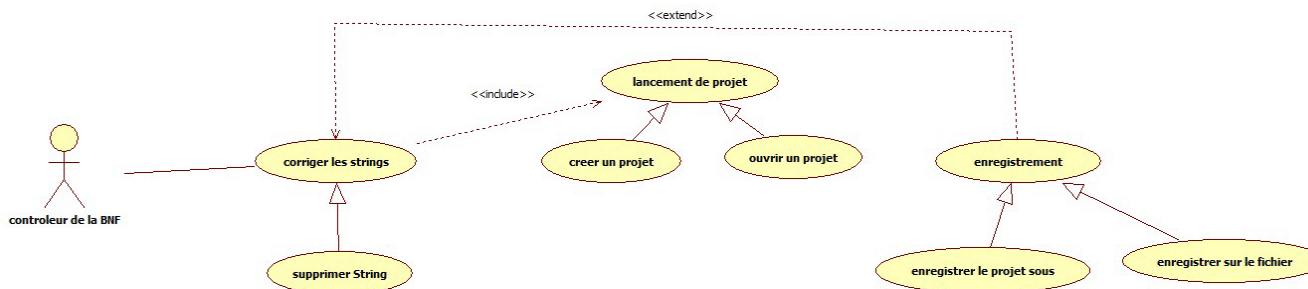 <<extend>>
lancement de projet
<<include>>
corriger les strings
creer un projet
ouvrir un projet
enregistrement
controleur de la BNF
supprimer String
enregistrer le projet sous
enregistrer sur le fichier